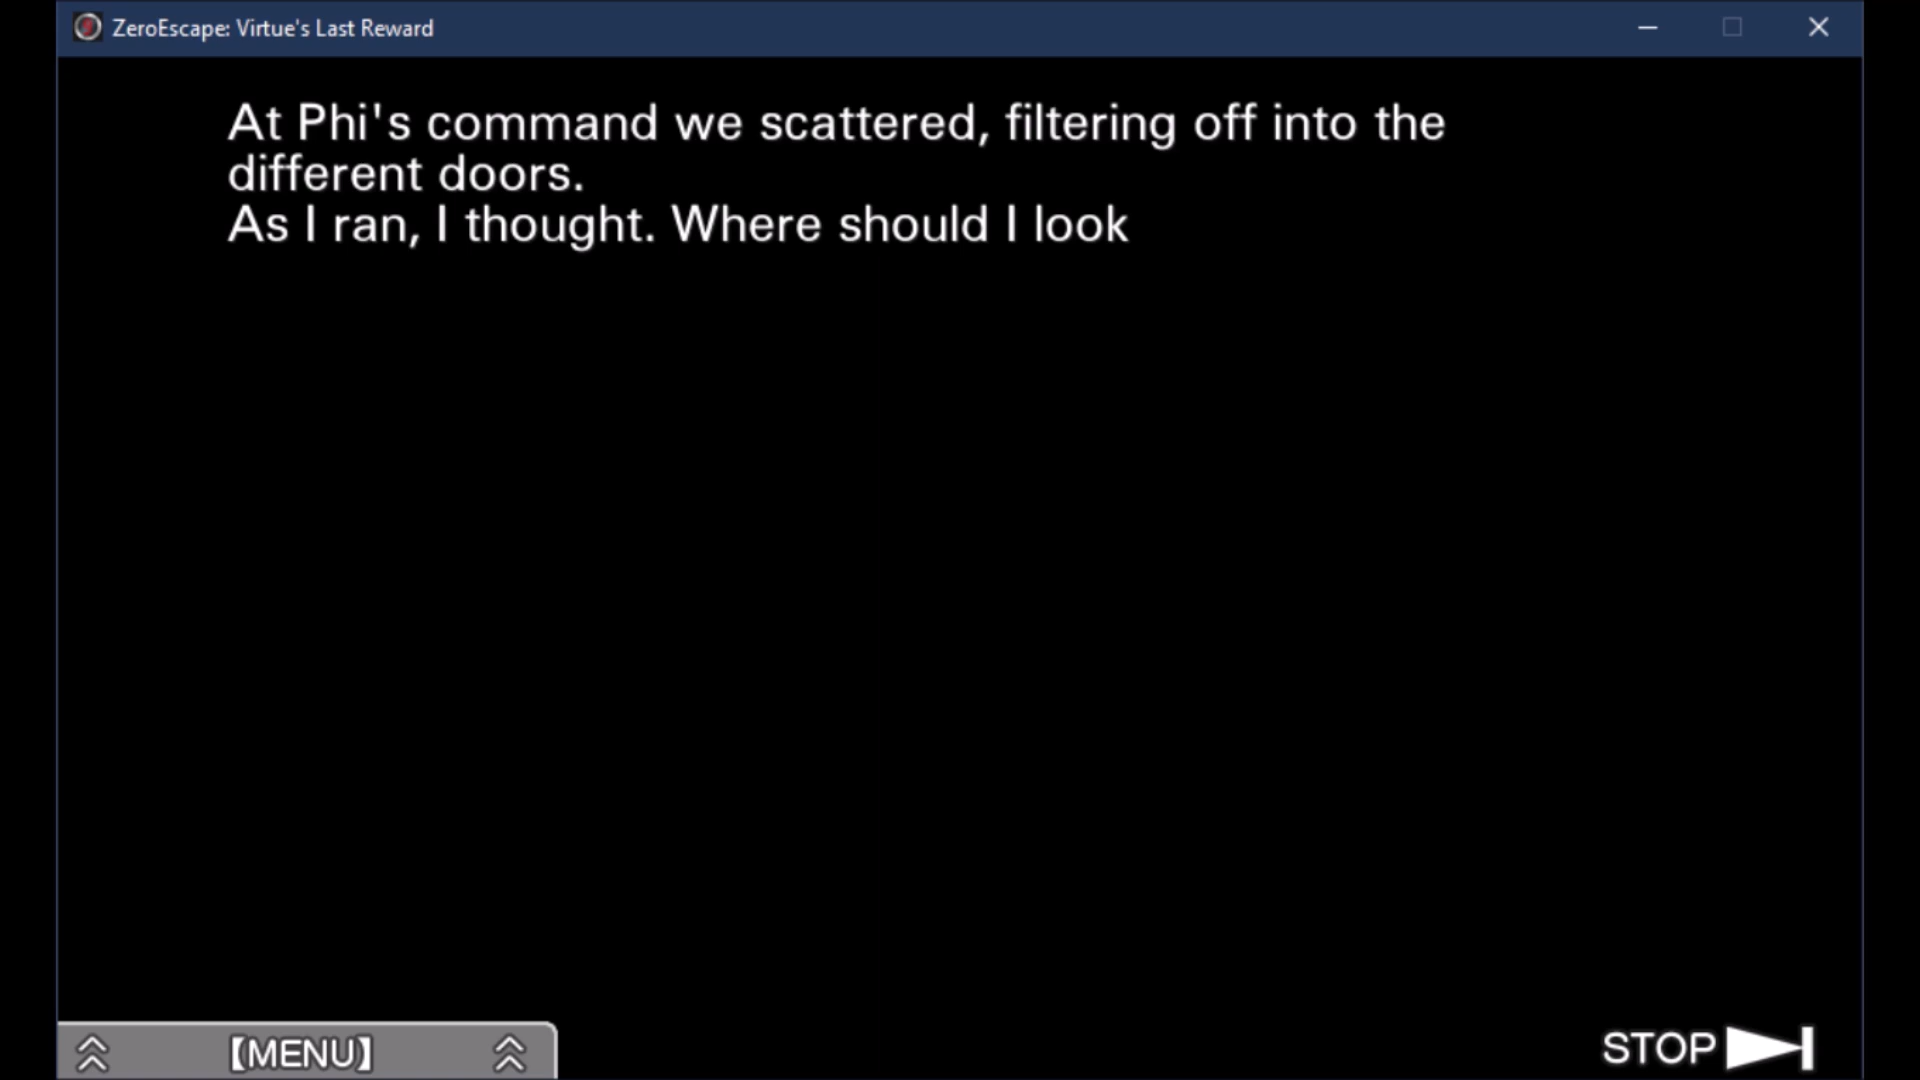 ZeroEscape: Virtue's Last Reward
At Phi's command we scattered, filtering off into the
different doors.
As I ran, I thought. Where should I look
【MENU】
STOP